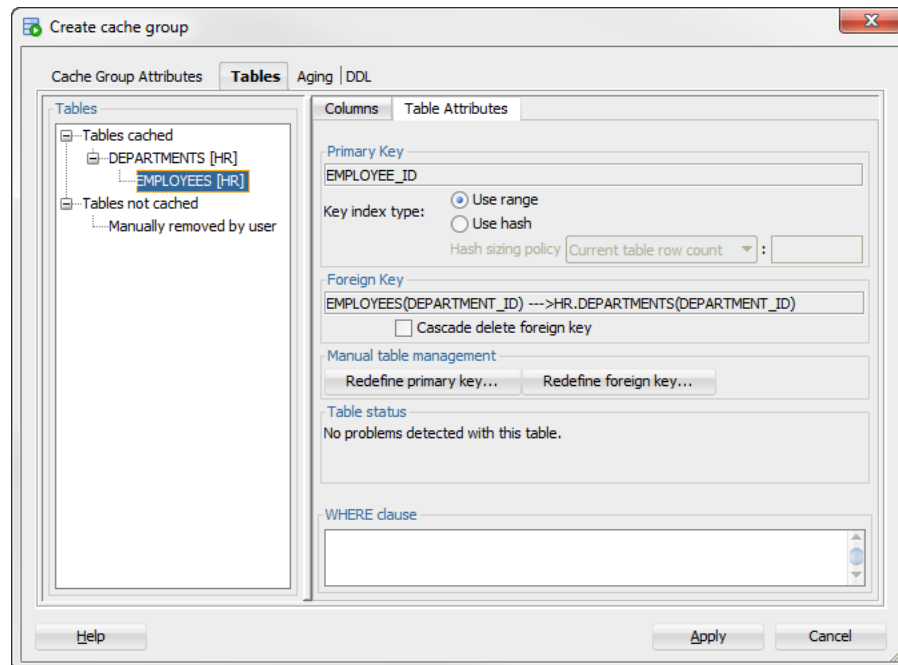 Create cache group
Cache Group Attributes Tables Aging DDL
Tables
Tables cached
DEPARTMENTS [HR]
EMPLOYEES [HR]
Tables not cached
Manually removed by user
Columns Table Attributes
Primary Key
EMPLOYEE_ID
Key index type:
Use range
Use hash
Hash sizing policy Current table row count :
Foreign Key
EMPLOYEES(DEPARTMENT_ID) --->HR.DEPARTMENTS(DEPARTMENT_ID)
Cascade delete foreign key
Manual table management
Redefine primary key... Redefine foreign key...
Table status
No problems detected with this table.
WHERE clause
Help Apply Cancel